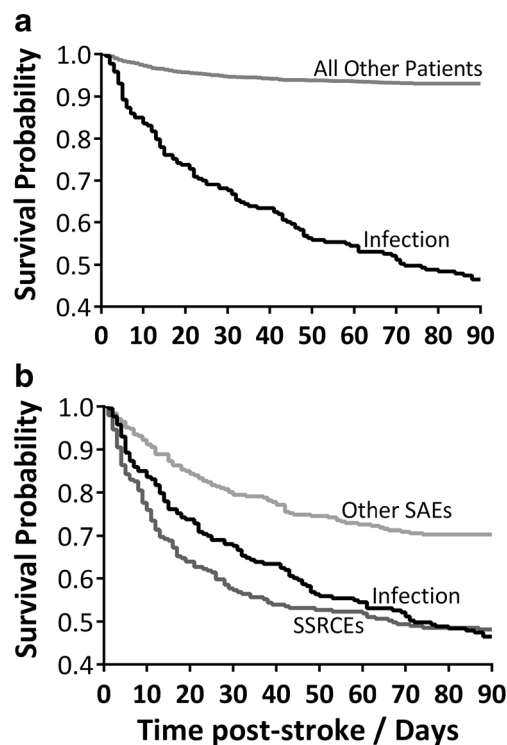 a
Survival Probability
1.0
0.9
0.8
0.7
0.6
0.5
0.4
All Other Patients
Infection
0 10 20 30 40 50 60 70 80 90
b
Survival Probability
1.0
0.9
0.8
0.7
0.6
0.5
0.4
Other SAEs
Infection
SSRCEs
0 10 20 30 40 50 60 70 80 90
Time post-stroke / Days